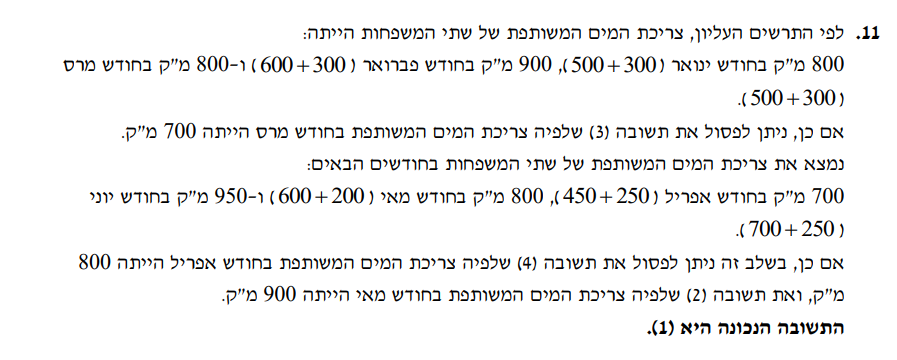 11. לפי התרשים העליון, צריכת המים המשותפת של שתי המשפחות הייתה:
800 מ"ק בחודש ינואר (300 + 500), 900 מ"ק בחודש פברואר (300 + 600) ו-800 מ"ק בחודש מרס
(300 + 500).
אם כן, ניתן לפסול את תשובה (3) שלפיה צריכת המים המשותפת בחודש מרס הייתה 700 מ"ק.
נמצא את צריכת המים המשותפת של שתי המשפחות בחודשים הבאים:
700 מ"ק בחודש אפריל (250 + 450), 800 מ"ק בחודש מאי (200 + 600) ו-950 מ"ק בחודש יוני
(250 + 700).
אם כן, בשלב זה ניתן לפסול את תשובה (4) שלפיה צריכת המים המשותפת בחודש אפריל הייתה 800
מ"ק, ואת תשובה (2) שלפיה צריכת המים המשותפת בחודש מאי הייתה 900 מ"ק.
התשובה הנכונה היא (1).